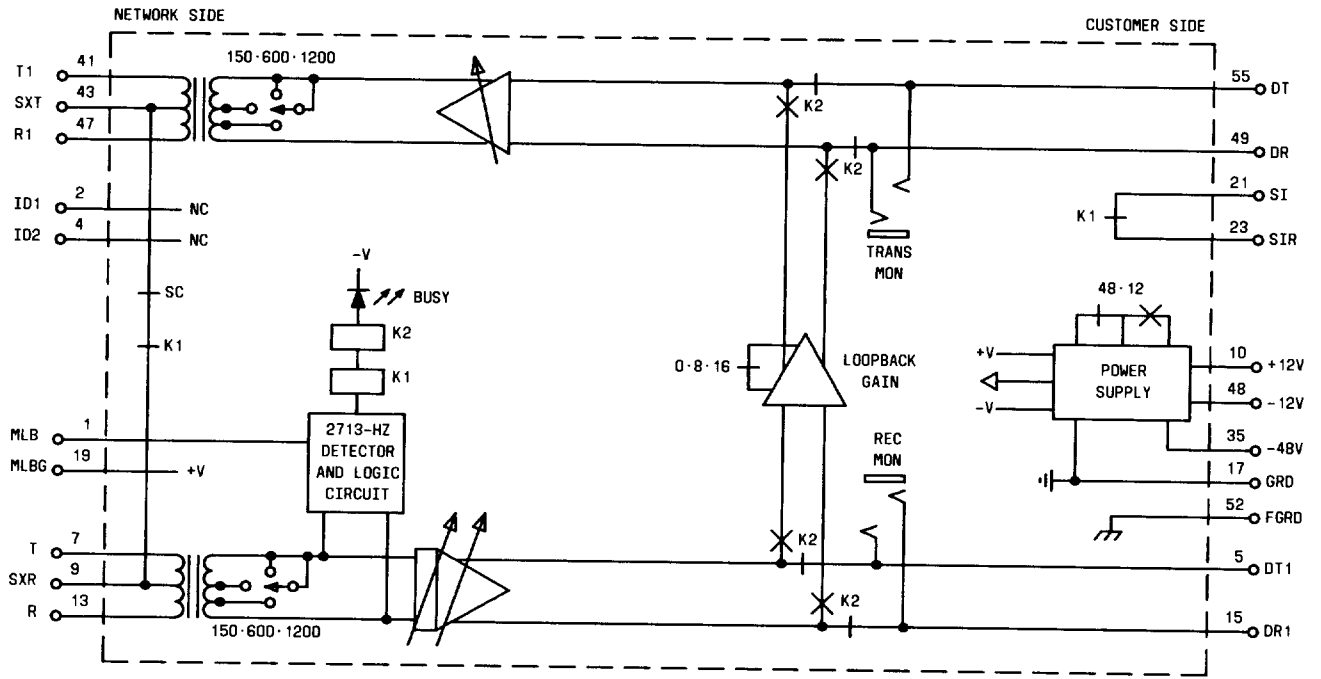 NETWORK SIDE
CUSTOMER SIDE
150·600·1200
T1 41
SXT 43
R1 47
ID1 2 NC
ID2 4 NC
SC
K1
-V
BUSY
K2
K1
2713-HZ
DETECTOR
AND LOGIC
CIRCUIT
MLB 1
MLBG 19 +V
T 7
SXR 9
R 13
150·600·1200
K2
K2
TRANS
MON
0·8·16
LOOPBACK
GAIN
REC
MON
K2
K2
55 DT
49 DR
21 SI
K1
23 SIR
48·12
+V
-V
POWER
SUPPLY
10 +12V
48 -12V
35 -48V
17 GRD
52 FGRD
5 DT1
15 DR1